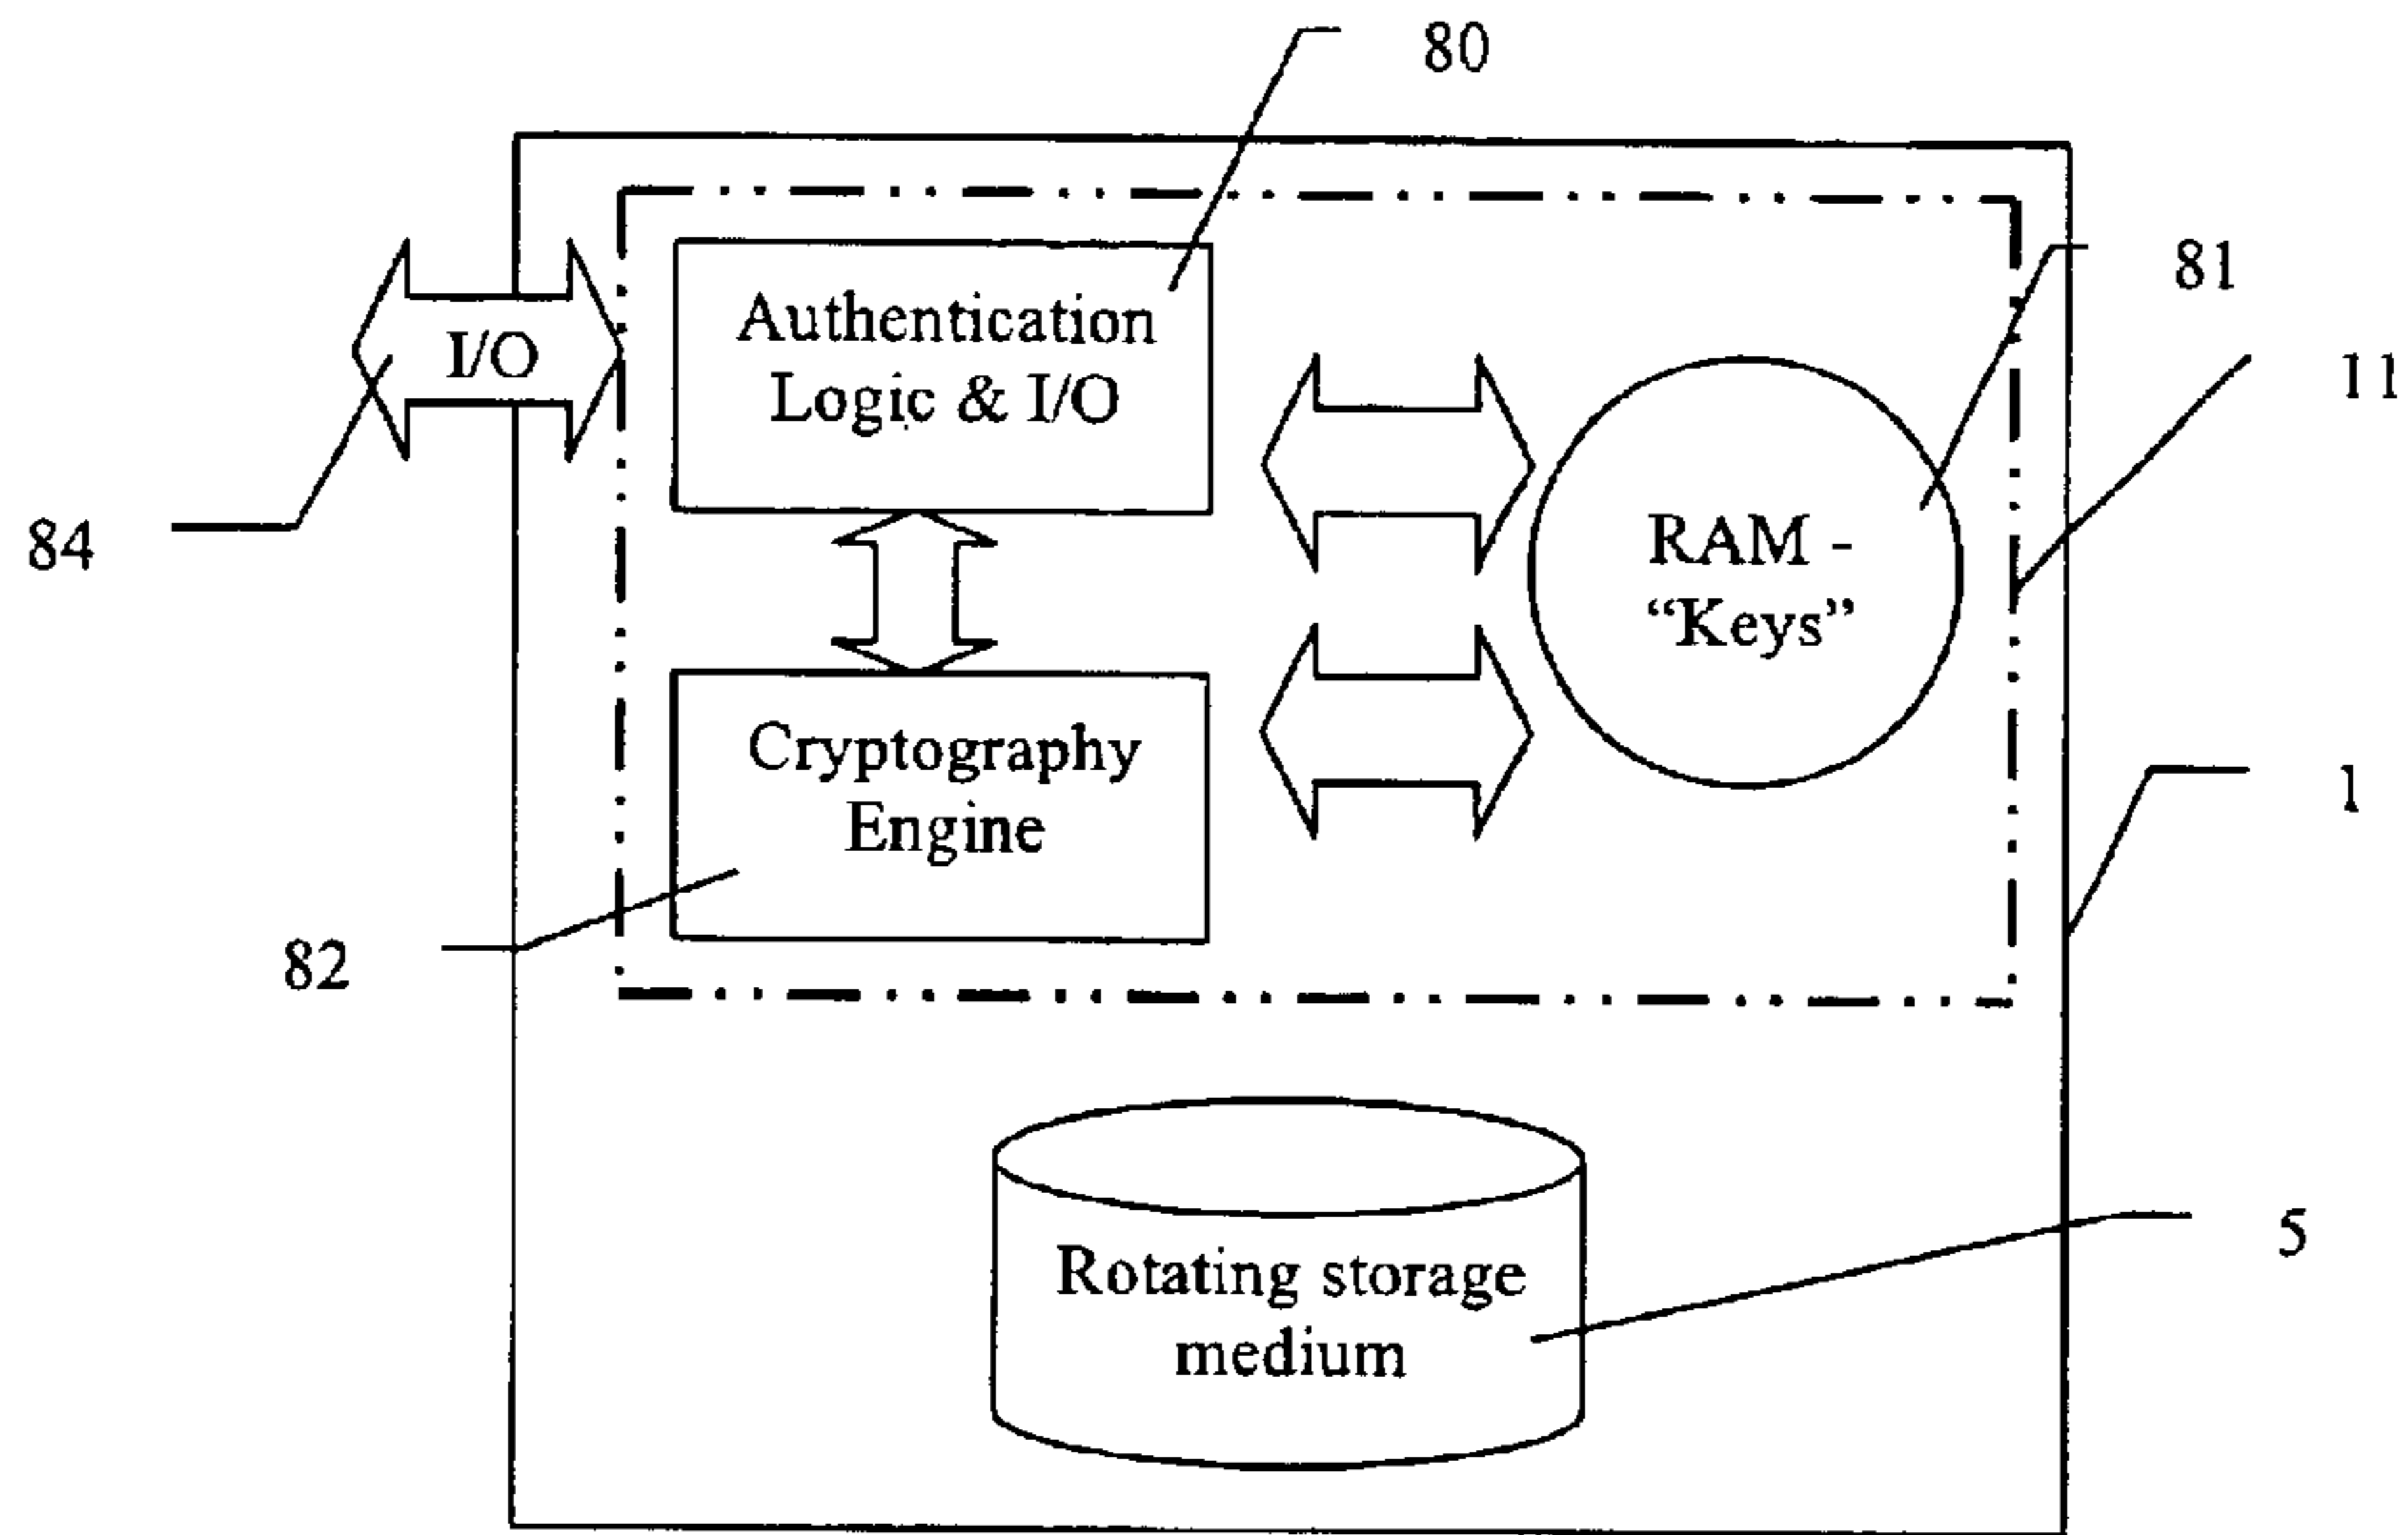 80
Authentication
Logic & I/O
I/O
81
11
84
RAM -
“Keys”
Cryptography
Engine
1
82
5
Rotating storage
medium